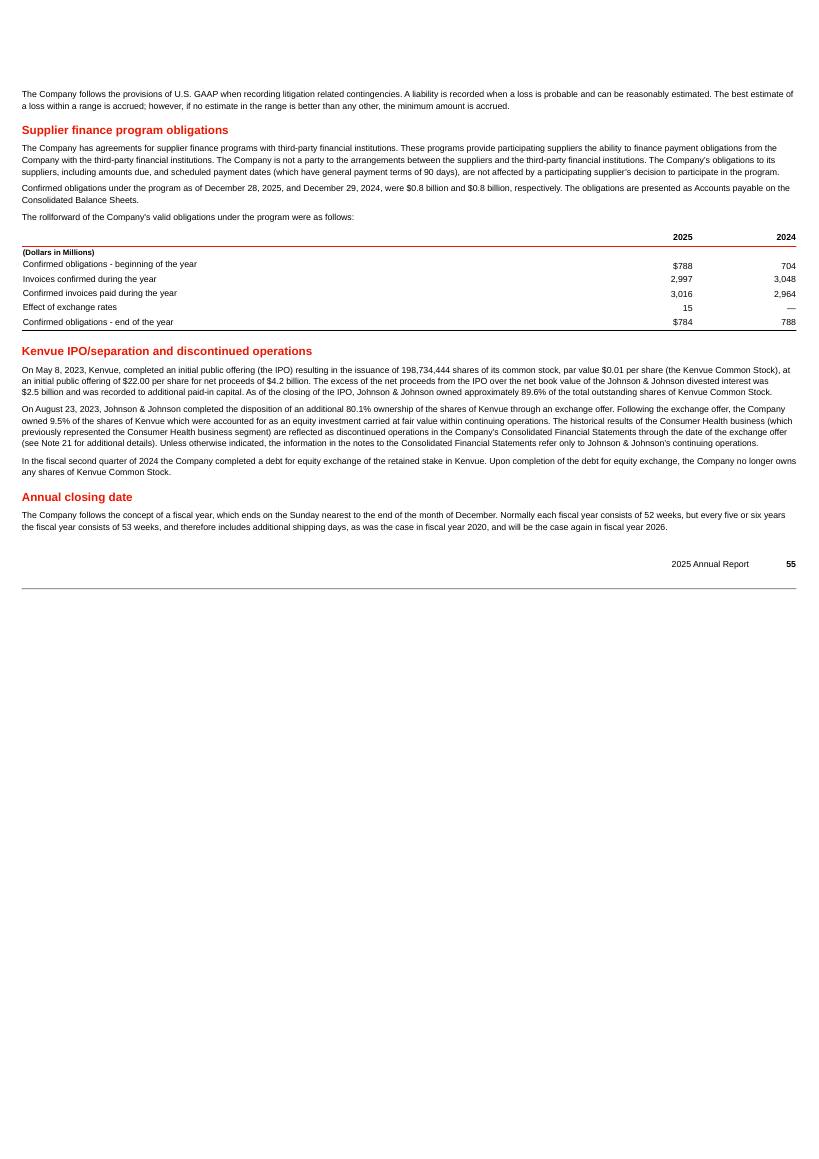 The Company follows the provisions of U.S. GAAP when recording litigation related contingencies. A liability is recorded when a loss is probable and can be reasonably estimated. The best estimate of
a loss within a range is accrued; however, if no estimate in the range is better than any other, the minimum amount is accrued.
Supplier finance program obligations
The Company has agreements for supplier finance programs with third-party financial institutions. These programs provide participating suppliers the ability to finance payment obligations from the
Company with the third-party financial institutions. The Company is not a party to the arrangements between the suppliers and the third-party financial institutions. The Company's obligations to its
suppliers, including amounts due, and scheduled payment dates (which have general payment terms of 90 days), are not affected by a participating supplier's decision to participate in the program.
Confirmed obligations under the program as of December 28, 2025, and December 29, 2024, were $0.8 billion and $0.8 billion, respectively. The obligations are presented as Accounts payable on the
Consolidated Balance Sheets.
The rollforward of the Company's valid obligations under the program were as follows:
2025 2024
(Dollars in Millions)
Confirmed obligations - beginning of the year $788 704
Invoices confirmed during the year 2,997 3,048
Confirmed invoices paid during the year 3,016 2,964
Effect of exchange rates 15 —
Confirmed obligations - end of the year $784 788
Kenvue IPO/separation and discontinued operations
On May 8, 2023, Kenvue, completed an initial public offering (the IPO) resulting in the issuance of 198,734,444 shares of its common stock, par value $0.01 per share (the Kenvue Common Stock), at
an initial public offering of $22.00 per share for net proceeds of $4.2 billion. The excess of the net proceeds from the IPO over the net book value of the Johnson & Johnson divested interest was
$2.5 billion and was recorded to additional paid-in capital. As of the closing of the IPO, Johnson & Johnson owned approximately 89.6% of the total outstanding shares of Kenvue Common Stock.
On August 23, 2023, Johnson & Johnson completed the disposition of an additional 80.1% ownership of the shares of Kenvue through an exchange offer. Following the exchange offer, the Company
owned 9.5% of the shares of Kenvue which were accounted for as an equity investment carried at fair value within continuing operations. The historical results of the Consumer Health business (which
previously represented the Consumer Health business segment) are reflected as discontinued operations in the Company's Consolidated Financial Statements through the date of the exchange offer
(see Note 21 for additional details). Unless otherwise indicated, the information in the notes to the Consolidated Financial Statements refer only to Johnson & Johnson's continuing operations.
In the fiscal second quarter of 2024 the Company completed a debt for equity exchange of the retained stake in Kenvue. Upon completion of the debt for equity exchange, the Company no longer owns
any shares of Kenvue Common Stock.
Annual closing date
The Company follows the concept of a fiscal year, which ends on the Sunday nearest to the end of the month of December. Normally each fiscal year consists of 52 weeks, but every five or six years
the fiscal year consists of 53 weeks, and therefore includes additional shipping days, as was the case in fiscal year 2020, and will be the case again in fiscal year 2026.
2025 Annual Report 55